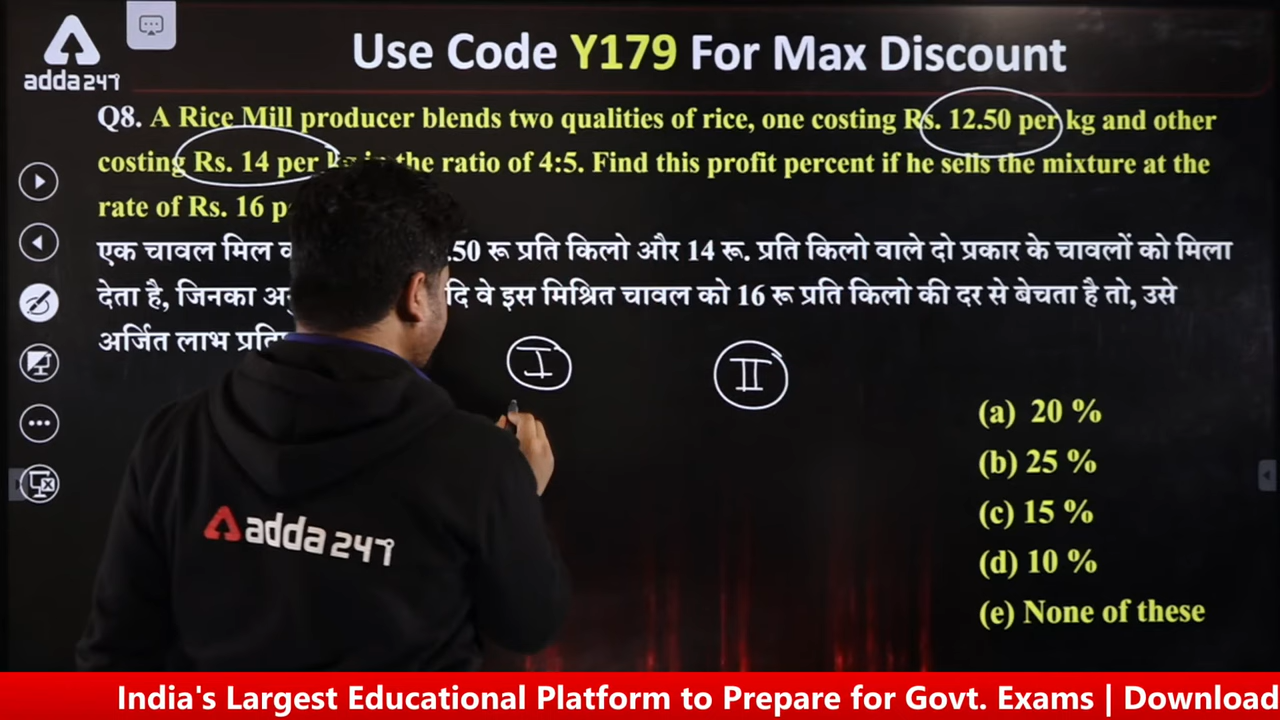 adda247
Use Code Y179 For Max Discount
Q8. A Rice Mill producer blends two qualities of rice, one costing Rs. 12.50 per kg and other
costing Rs. 14 per kg in the ratio of 4:5. Find this profit percent if he sells the mixture at the
rate of Rs. 16
एक चावल मिल .50 रू प्रति किलो और 14 रू. प्रति किलो वाले दो प्रकार के चावलों को मिला
देता है, जिनका वे इस मिश्रित चावल को 16 रू प्रति किलो की दर से बेचता है तो, उसे
अर्जित लाभ
I II
(a) 20 %
(b) 25 %
(c) 15 %
(d) 10 %
(e) None of these
adda247
India's Largest Educational Platform to Prepare for Govt. Exams | Download